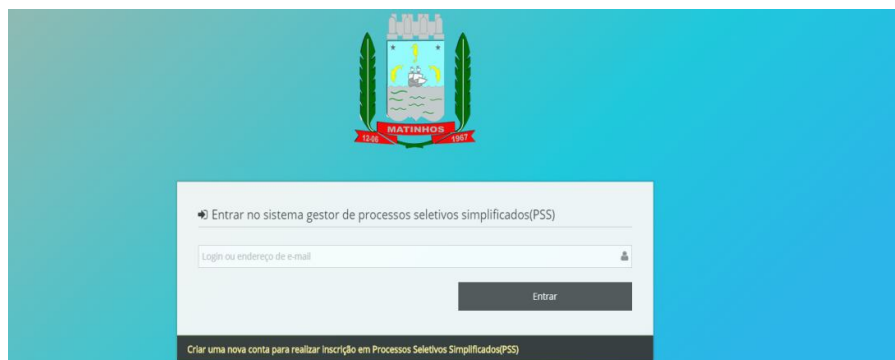 MATINHOS
12-06 1967
Entrar no sistema gestor de processos seletivos simplificados(PSS)
Login ou endereço de e-mail
Entrar
Criar uma nova conta para realizar inscrição em Processos Seletivos Simplificados(PSS)